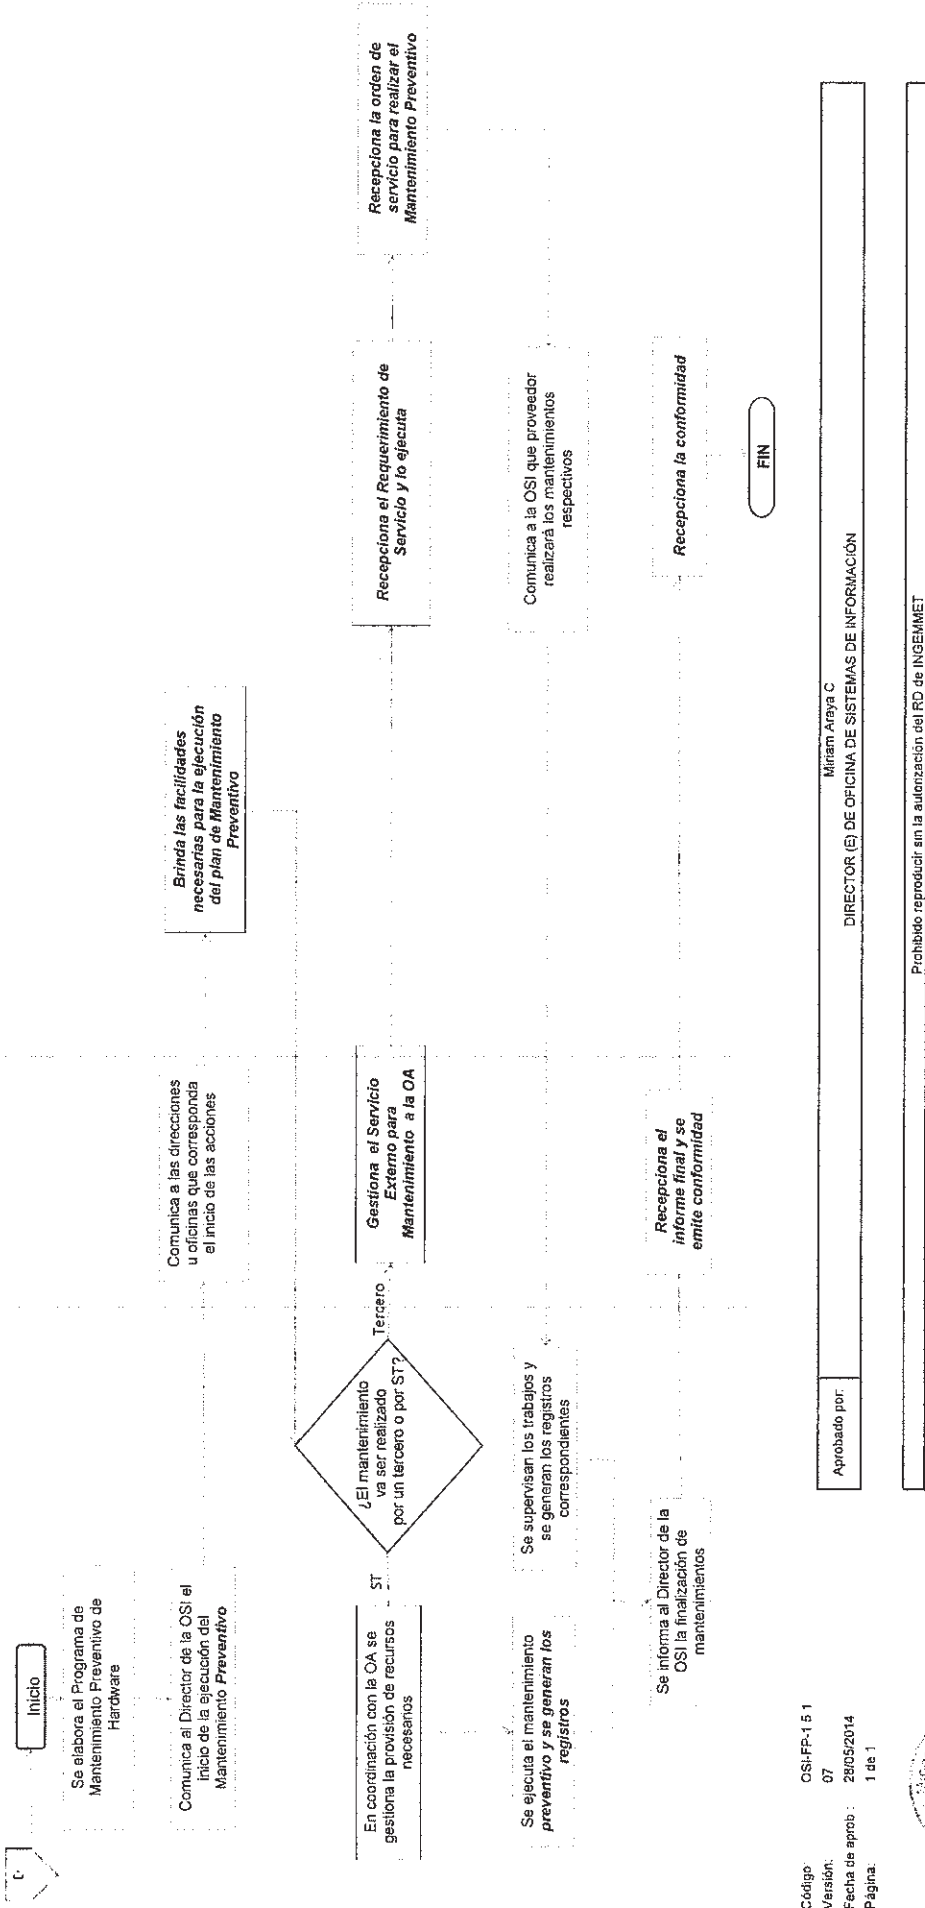 Inicio
Se elabora el Programa de
Mantenimiento Preventivo de
Hardware
Comunica al Director de la OSI el
inicio de la ejecución del
Mantenimiento Preventivo
Comunica a las direcciones
u oficinas que corresponda
el inicio de las acciones
Brinda las facilidades
necesarias para la ejecución
del plan de Mantenimiento
Preventivo
¿El mantenimiento
va ser realizado
por un tercero o por ST?
ST
Tercero
En coordinación con la OA se
gestiona la provisión de recursos
necesarios
Gestiona el Servicio
Externo para
Mantenimiento a la OA
Recepciona el Requerimiento de
Servicio y lo ejecuta
Recepciona la orden de
servicio para realizar el
Mantenimiento Preventivo
Se ejecuta el mantenimiento
preventivo y se generan los
registros
Se supervisan los trabajos y
se generan los registros
correspondientes
Comunica a la OSI que proveedor
realizará los mantenimientos
respectivos
Se informa al Director de la
OSI la finalización de
mantenimientos
Recepciona el
informe final y se
emite conformidad
Recepciona la conformidad
FIN
Código: OSI-FP-1 5 1
Versión: 07
Fecha de aprob : 28/05/2014
Página: 1 de 1
Aprobado por:
Miriam Araya C
DIRECTOR (E) DE OFICINA DE SISTEMAS DE INFORMACIÓN
Prohibido reproducir sin la autorización del RD de INGEMMET